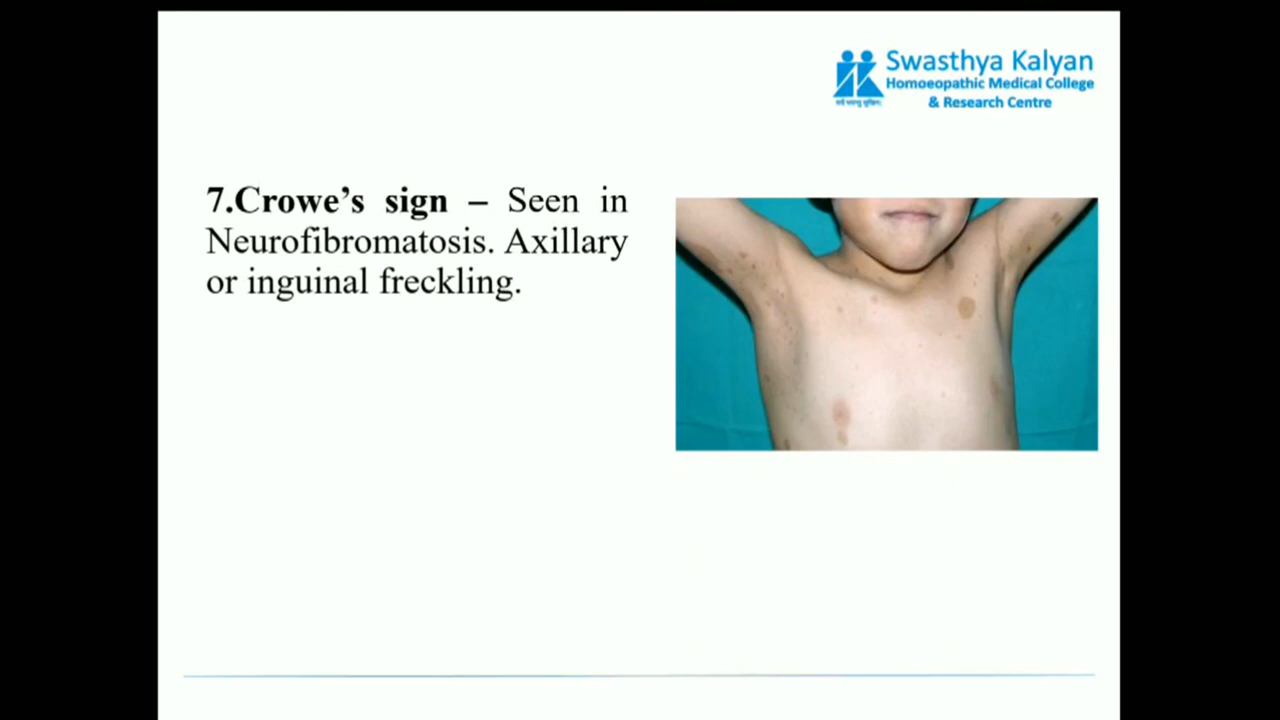 Swasthya Kalyan
Homoeopathic Medical College
& Research Centre
7.Crowe’s sign – Seen in
Neurofibromatosis. Axillary
or inguinal freckling.